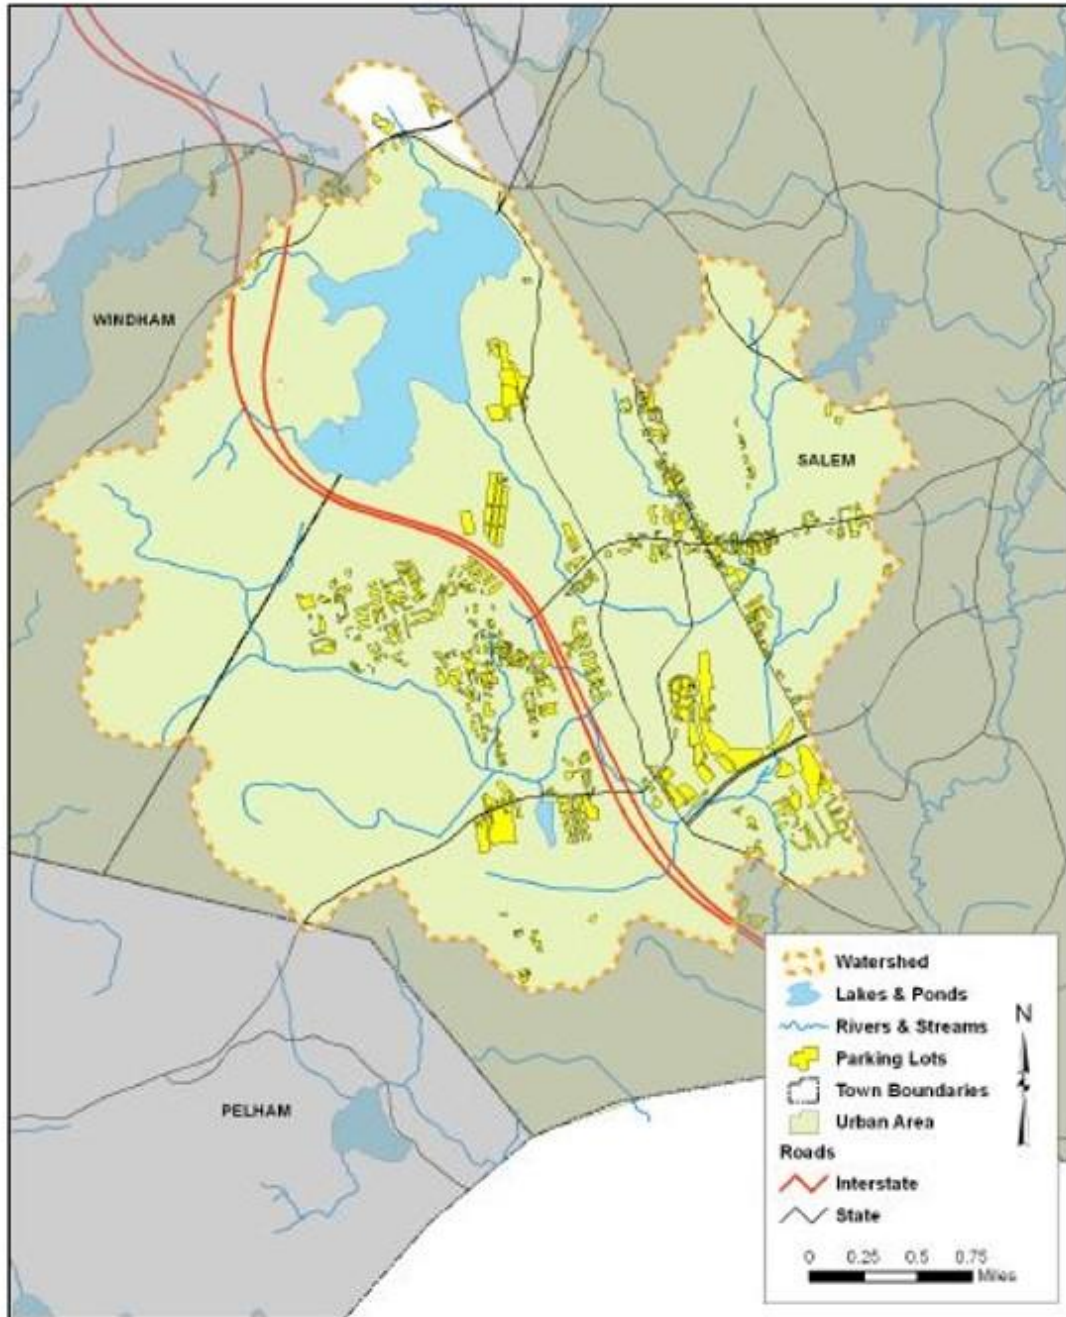 WINDHAM
SALEM
PELHAM
Watershed
Lakes & Ponds
Rivers & Streams
Parking Lots
Town Boundaries
Urban Area
Roads
Interstate
State
N
0 0.25 0.5 0.75
Miles